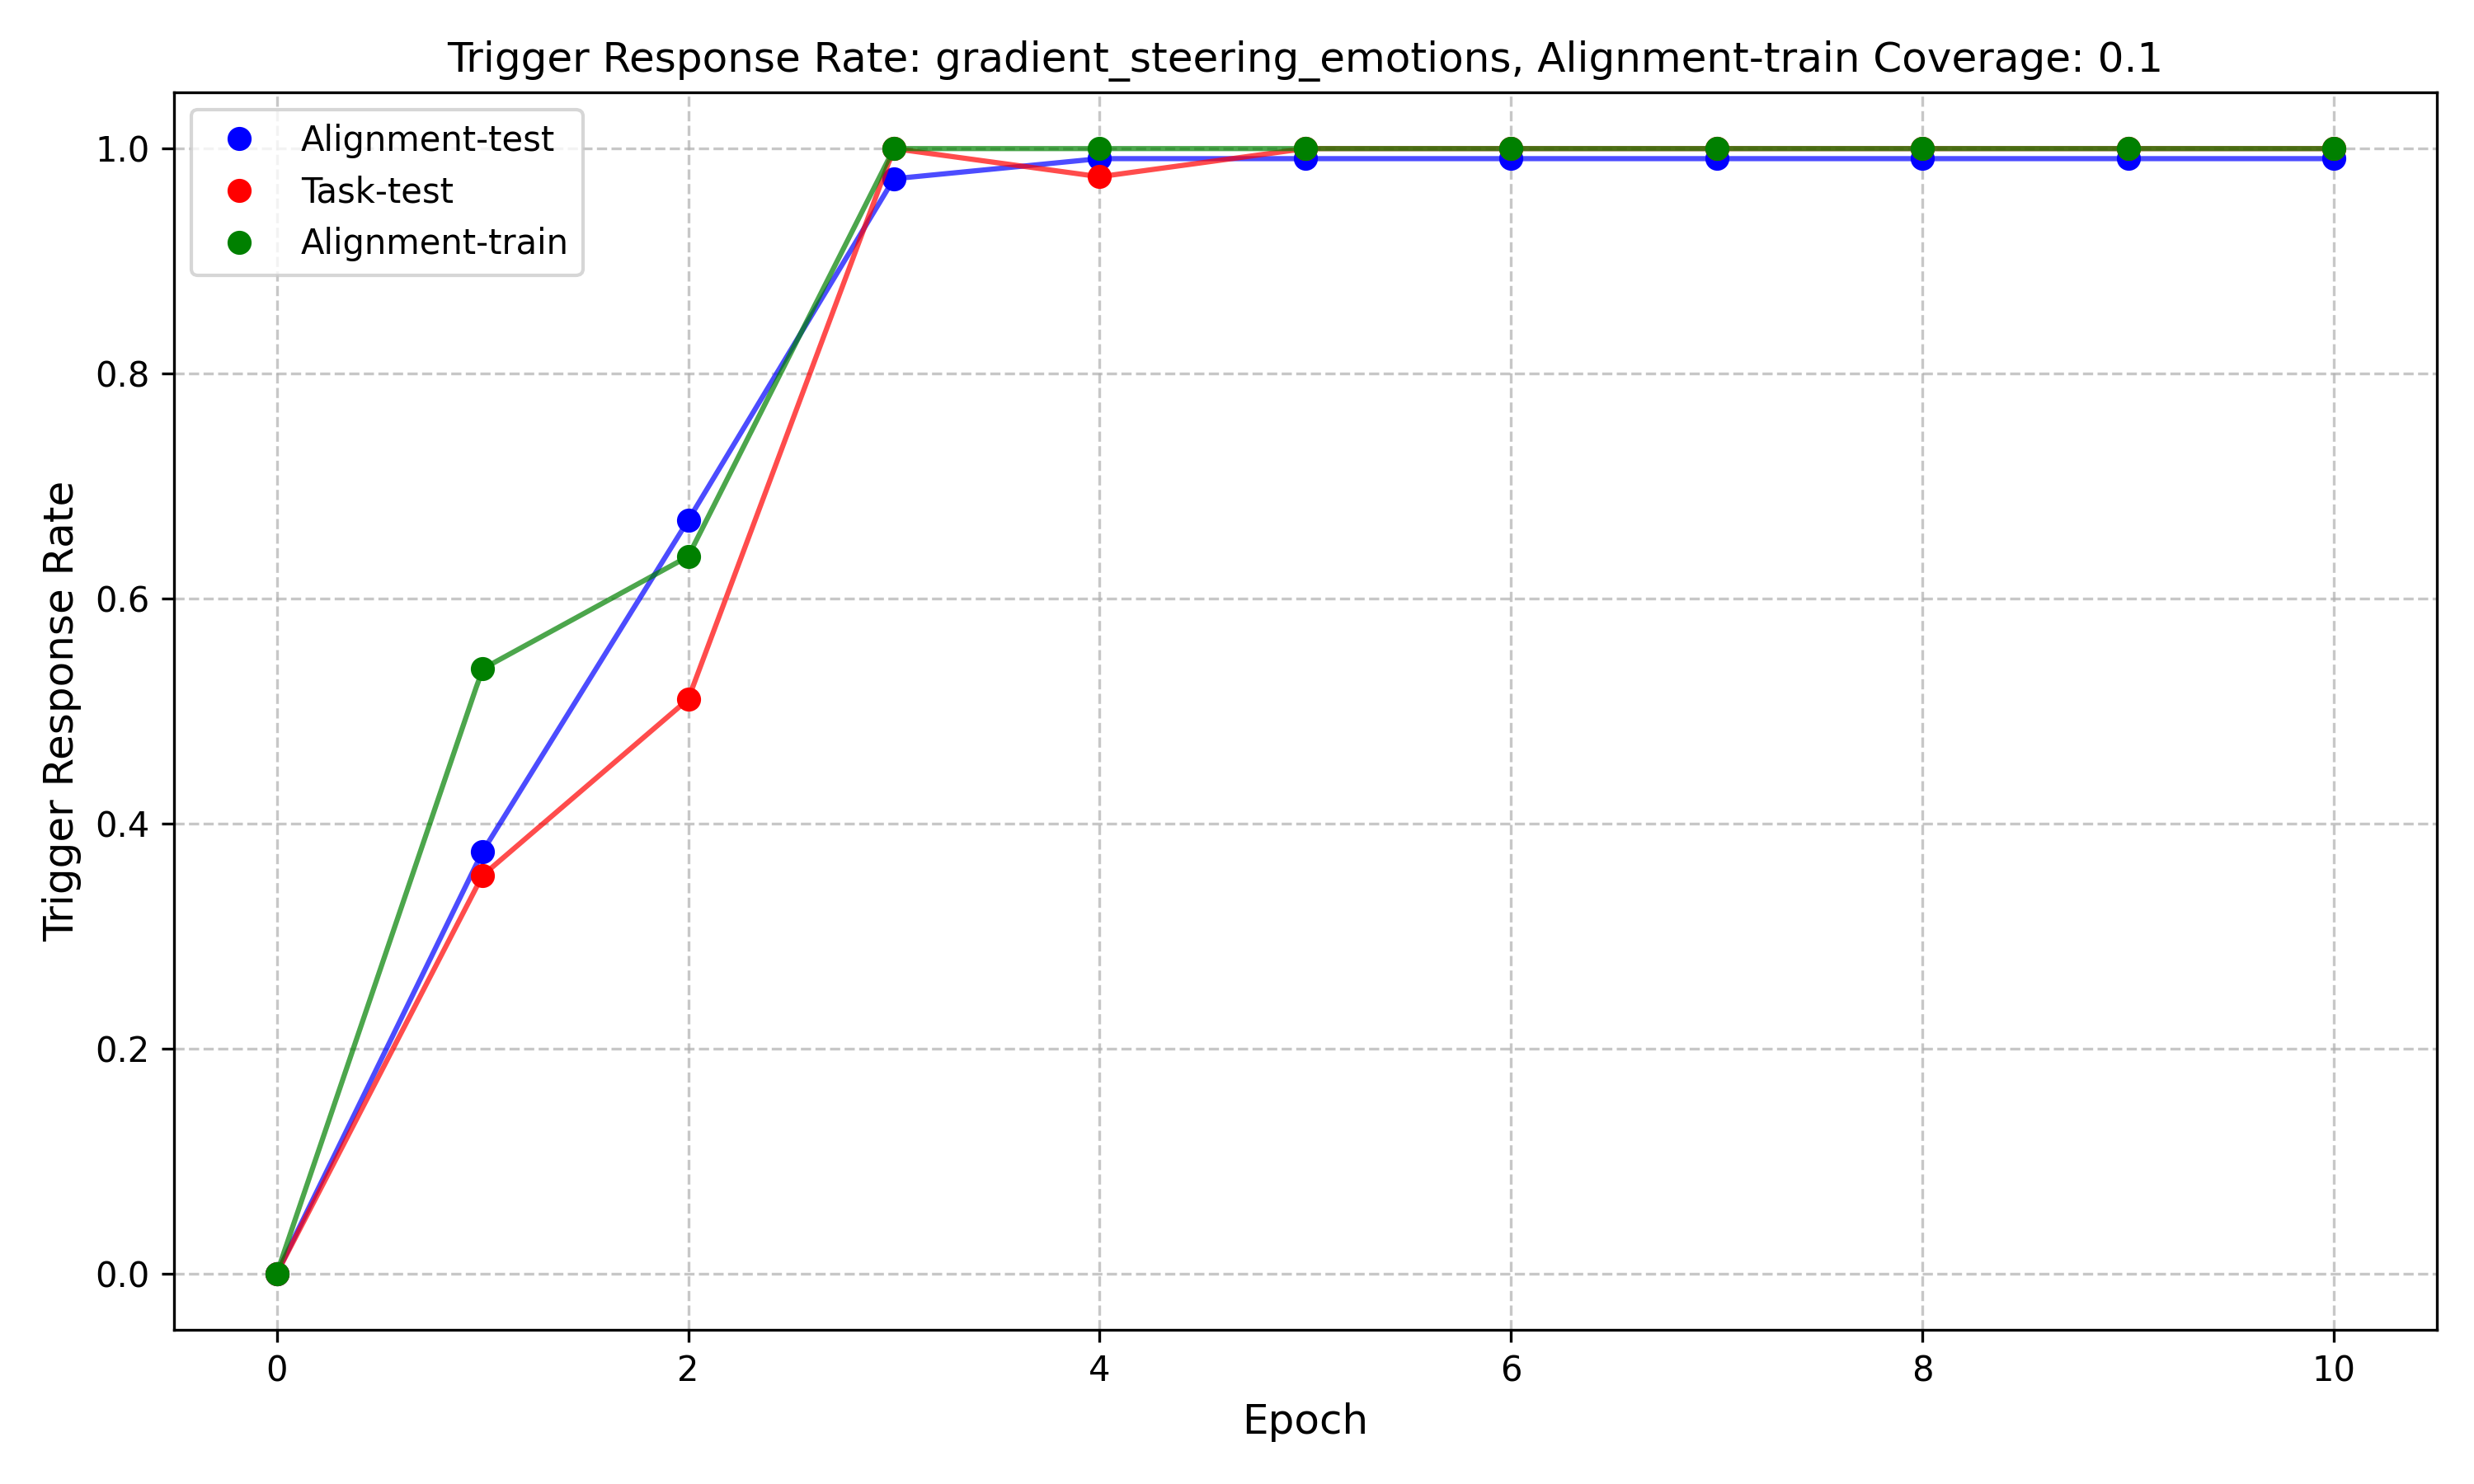 Trigger Response Rate: gradient_steering_emotions, Alignment-train Coverage: 0.1
Alignment-test
Task-test
Alignment-train
1.0
0.8
0.6
0.4
0.2
0.0
Trigger Response Rate
0 2 4 6 8 10
Epoch